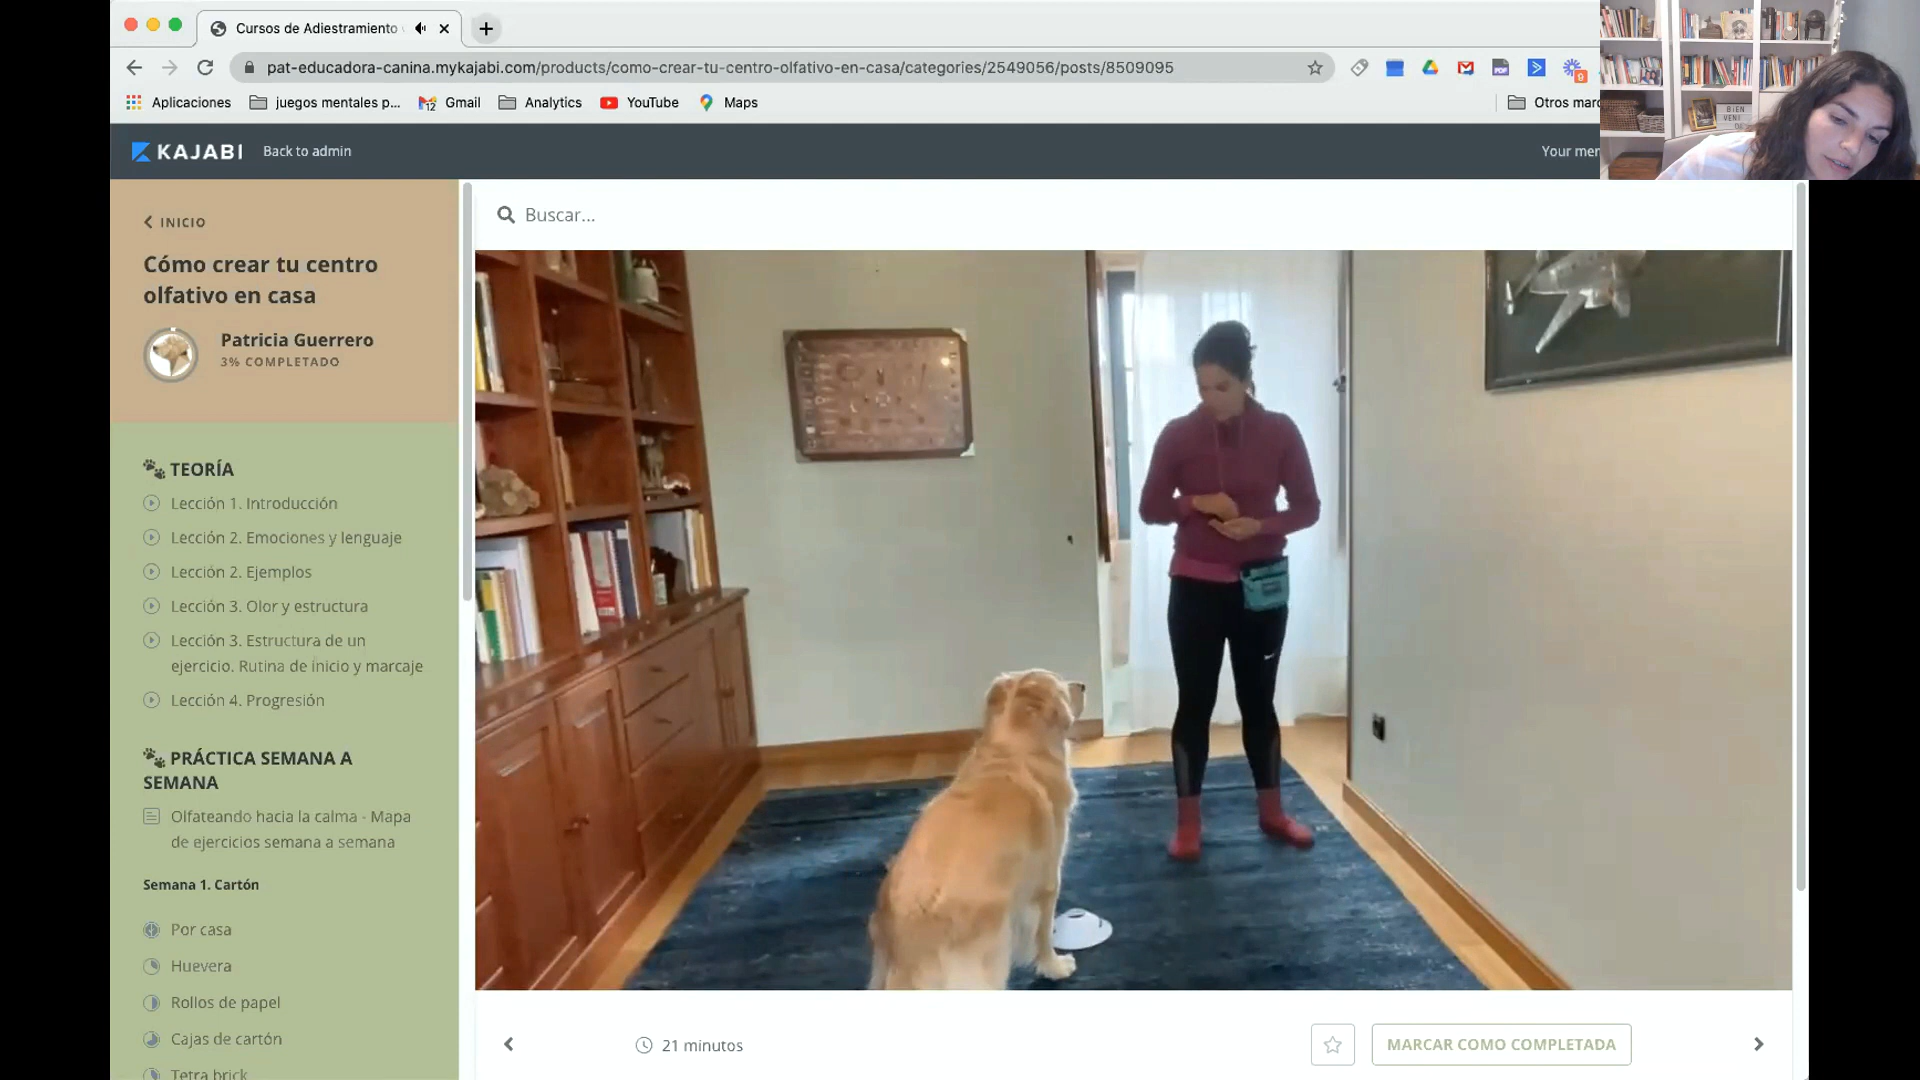 Cursos de Adiestramiento
pat-educadora-canina.mykajabi.com/products/como-crear-tu-centro-olfativo-en-casa/categories/2549056/posts/8509095
9
Aplicaciones
juegos mentales p...
12
Gmail
Analytics
YouTube
Maps
Otros marc
BIEN
VENI
KAJABI
Back to admin
Your mem
INICIO
Buscar...
Cómo crear tu centro
olfativo en casa
Patricia Guerrero
3% COMPLETADO
TEORÍA
Lección 1. Introducción
Lección 2. Emociones y lenguaje
Lección 2. Ejemplos
Lección 3. Olor y estructura
Lección 3. Estructura de un
ejercicio. Rutina de inicio y marcaje
Lección 4. Progresión
PRÁCTICA SEMANA A
SEMANA
Olfateando hacia la calma - Mapa
de ejercicios semana a semana
Semana 1. Cartón
Por casa
Huevera
Rollos de papel
Cajas de cartón
Tetra brick
21 minutos
MARCAR COMO COMPLETADA